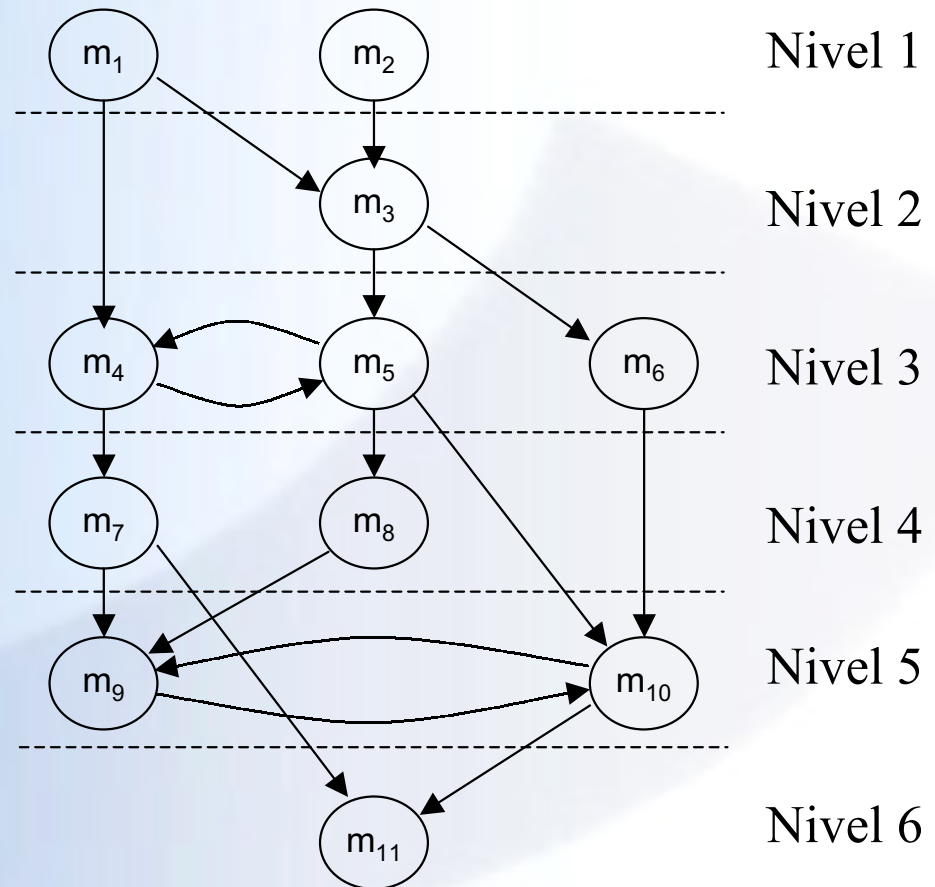 m₁ m₂ Nivel 1
m₃ Nivel 2
m₄ m₅ m₆ Nivel 3
m₇ m₈ Nivel 4
m₉ m₁₀ Nivel 5
m₁₁ Nivel 6